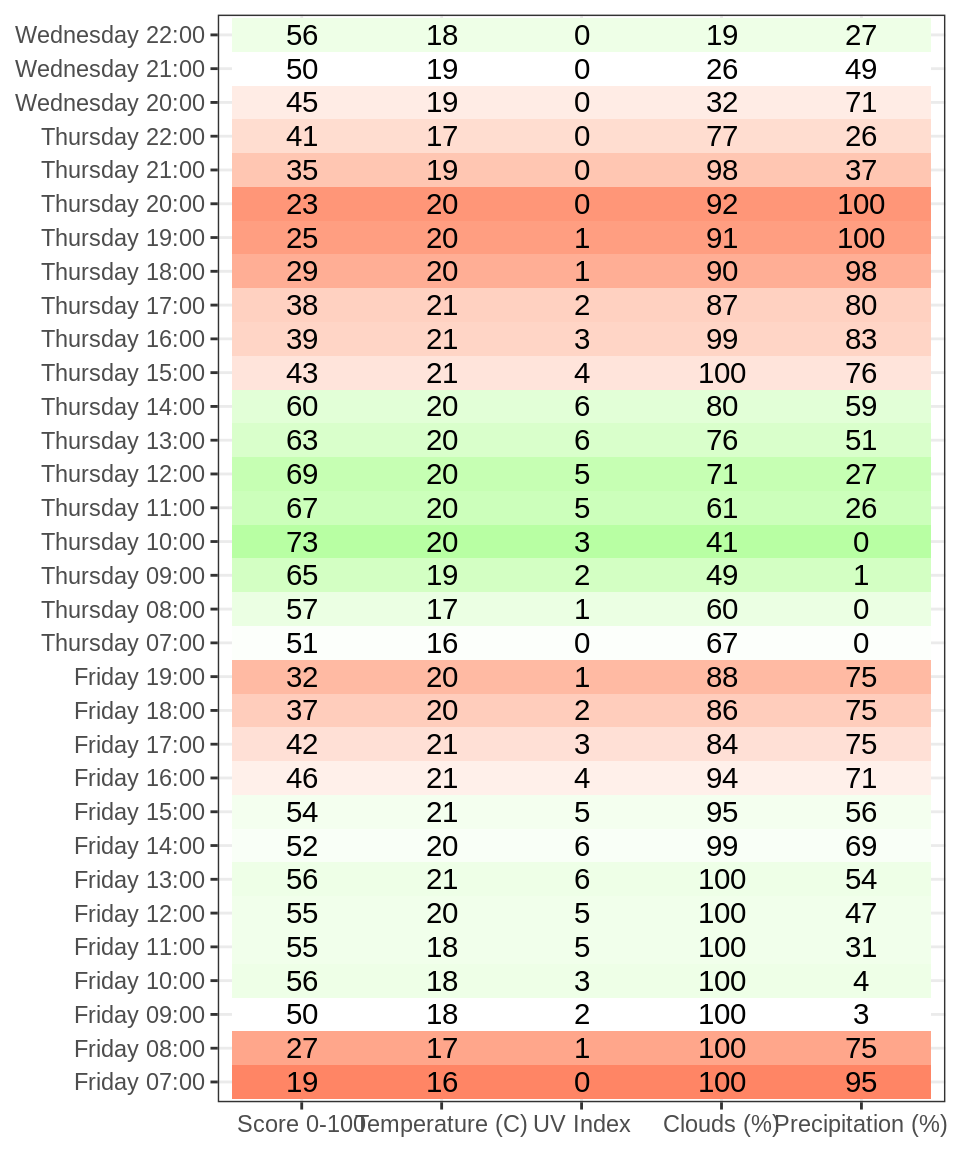 Wednesday 22:00 56 18 0 19 27
Wednesday 21:00 50 19 0 26 49
Wednesday 20:00 45 19 0 32 71
Thursday 22:00 41 17 0 77 26
Thursday 21:00 35 19 0 98 37
Thursday 20:00 23 20 0 92 100
Thursday 19:00 25 20 1 91 100
Thursday 18:00 29 20 1 90 98
Thursday 17:00 38 21 2 87 80
Thursday 16:00 39 21 3 99 83
Thursday 15:00 43 21 4 100 76
Thursday 14:00 60 20 6 80 59
Thursday 13:00 63 20 6 76 51
Thursday 12:00 69 20 5 71 27
Thursday 11:00 67 20 5 61 26
Thursday 10:00 73 20 3 41 0
Thursday 09:00 65 19 2 49 1
Thursday 08:00 57 17 1 60 0
Thursday 07:00 51 16 0 67 0
Friday 19:00 32 20 1 88 75
Friday 18:00 37 20 2 86 75
Friday 17:00 42 21 3 84 75
Friday 16:00 46 21 4 94 71
Friday 15:00 54 21 5 95 56
Friday 14:00 52 20 6 99 69
Friday 13:00 56 21 6 100 54
Friday 12:00 55 20 5 100 47
Friday 11:00 55 18 5 100 31
Friday 10:00 56 18 3 100 4
Friday 09:00 50 18 2 100 3
Friday 08:00 27 17 1 100 75
Friday 07:00 19 16 0 100 95
Score 0-100 Temperature (C) UV Index Clouds (%) Precipitation (%)